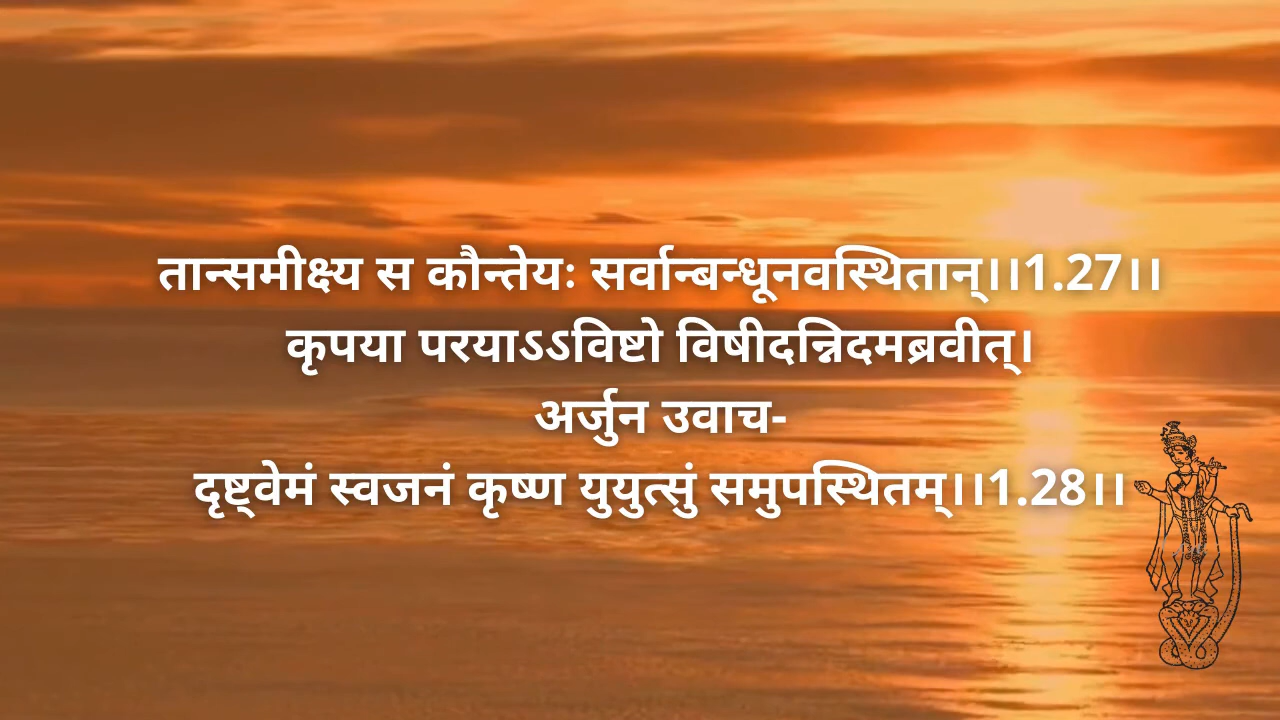 तान्समीक्ष्य स कौन्तेयः सर्वान्बन्धूनवस्थितान्।।1.27।।
कृपया परयाऽऽविष्टो विषीदन्निदमब्रवीत्।
अर्जुन उवाच-
दृष्ट्वेमं स्वजनं कृष्ण युयुत्सुं समुपस्थितम्।।1.28।।